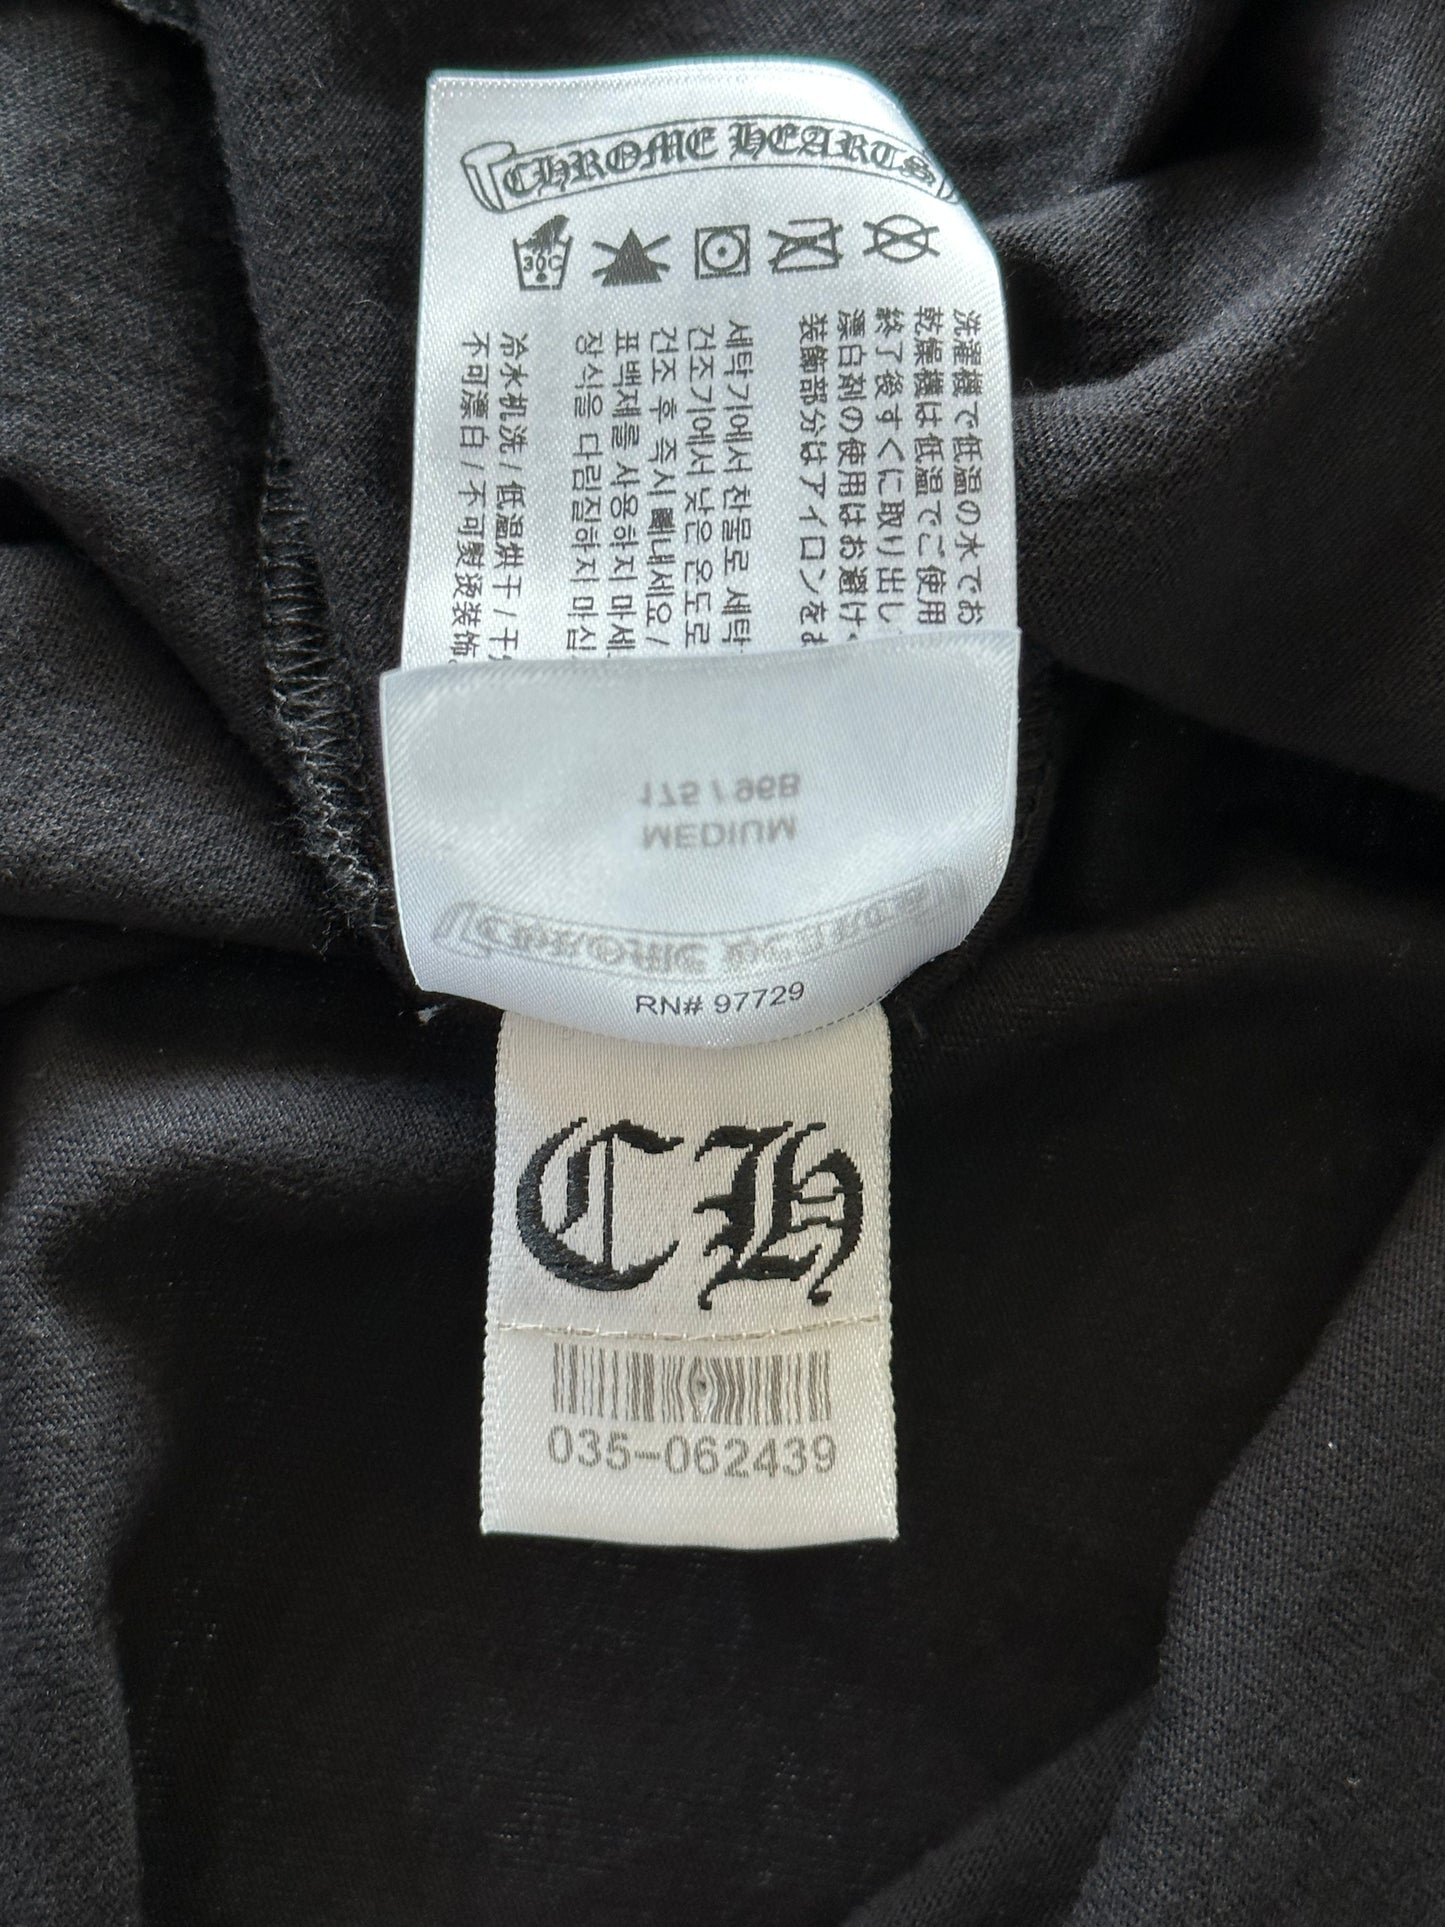 CHROME HEARTS
30C
洗濯機で低温の水でお
乾燥機は低温でご使用
終了後すぐに取り出し
漂白剤の使用はお避け
装飾部分はアイロンを
세탁기에서 찬물로 세탁
건조기에서 낮은 온도로
건조 후 즉시 빼내세요 /
표백제를 사용하지 마세
장식을 다림질하지 마십
冷水机洗 / 低温烘干 / 干
不可漂白 / 不可熨烫装饰
175 / 96B
MEDIUM
CHROME HEARTS
RN# 97729
CH
035-062439